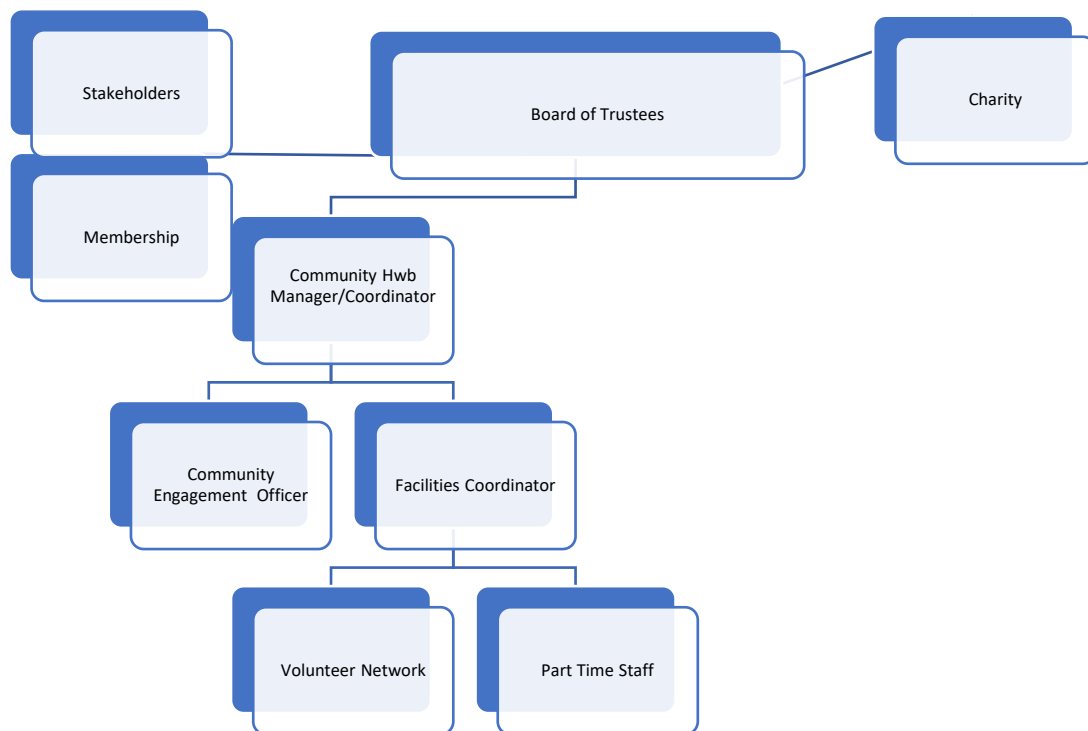 Stakeholders
Board of Trustees
Charity
Membership
Community Hwb
Manager/Coordinator
Community
Engagement Officer
Facilities Coordinator
Volunteer Network
Part Time Staff